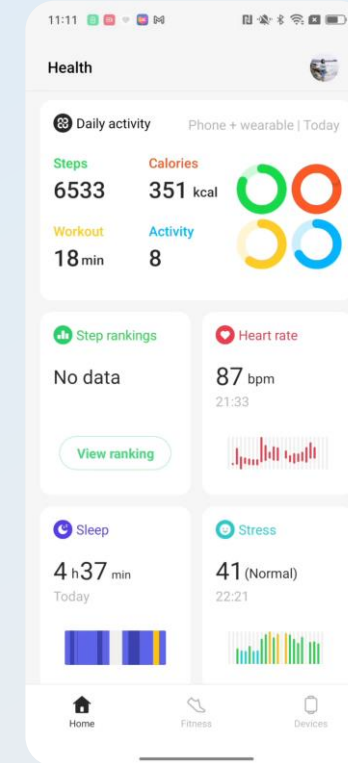 11:11
Health
Daily activity Phone + wearable | Today
Steps Calories
6533 351 kcal
Workout Activity
18 min 8
Step rankings
No data
View ranking
Heart rate
87 bpm
21:33
Sleep
4 h 37 min
Today
Stress
41 (Normal)
22:21
Home Fitness Devices